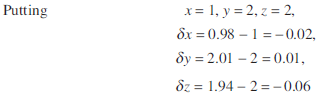 Putting x = 1, y = 2, z = 2,
δx = 0.98 – 1 = – 0.02,
δy = 2.01 – 2 = 0.01,
δz = 1.94 – 2 = – 0.06